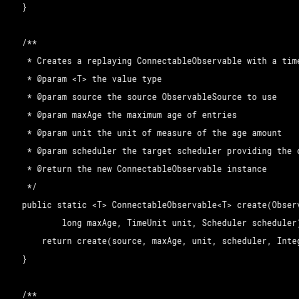 }
/**
* Creates a replaying ConnectableObservable with a time
* @param <T> the value type
* @param source the source ObservableSource to use
* @param maxAge the maximum age of entries
* @param unit the unit of measure of the age amount
* @param scheduler the target scheduler providing the
* @return the new ConnectableObservable instance
*/
public static <T> ConnectableObservable<T> create(Observ
long maxAge, TimeUnit unit, Scheduler scheduler)
return create(source, maxAge, unit, scheduler, Integ
}
/**